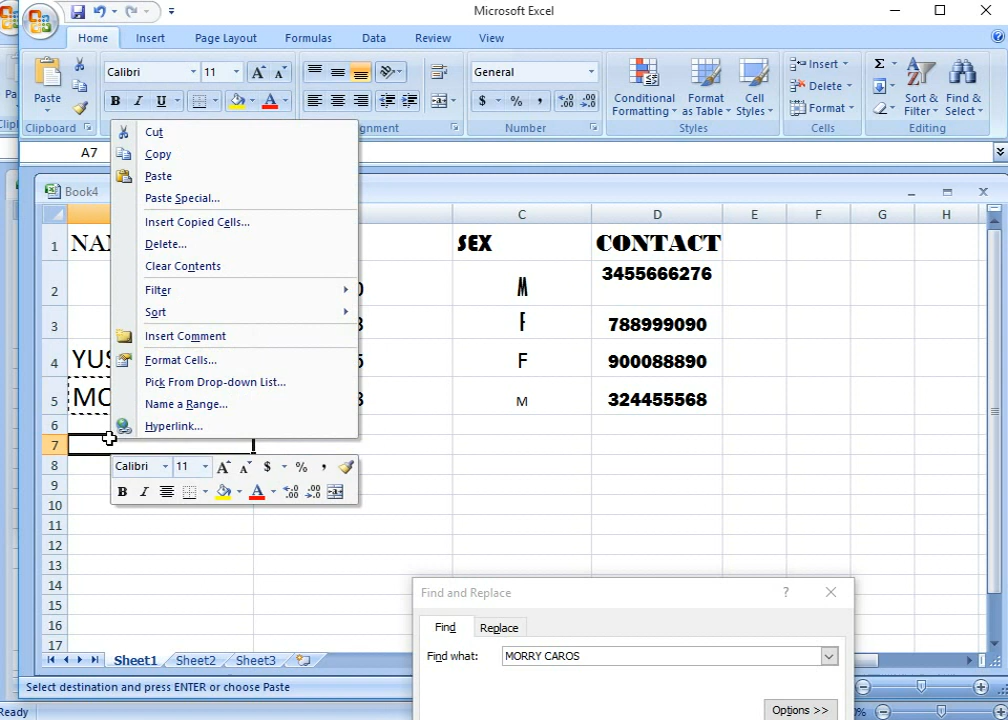 Microsoft Excel
Home Insert Page Layout Formulas Data Review View
Calibri 11 General
Paste
B I U $ % ,
Conditional Formatting
Format as Table
Cell Styles
Insert
Delete
Format
Σ
Sort & Filter
Find & Select
Clipboard Number Styles Cells Editing
A7
Book4
Cut
Copy
Paste
Paste Special...
Insert Copied Cells...
Delete...
Clear Contents
Filter
Sort
Insert Comment
Format Cells...
Pick From Drop-down List...
Name a Range...
Hyperlink...
Calibri 11 A A $ % ,
B I A
C D E F G H
1 SEX CONTACT
2 M 3455666276
3 F 788999090
4 F 900088890
5 M 324455568
6
7
8
9
10
11
12
13
14
15
16
17
Find and Replace ?
Find Replace
Find what: MORRY CAROS
Options >>
Sheet1 Sheet2 Sheet3
Select destination and press ENTER or choose Paste
Ready